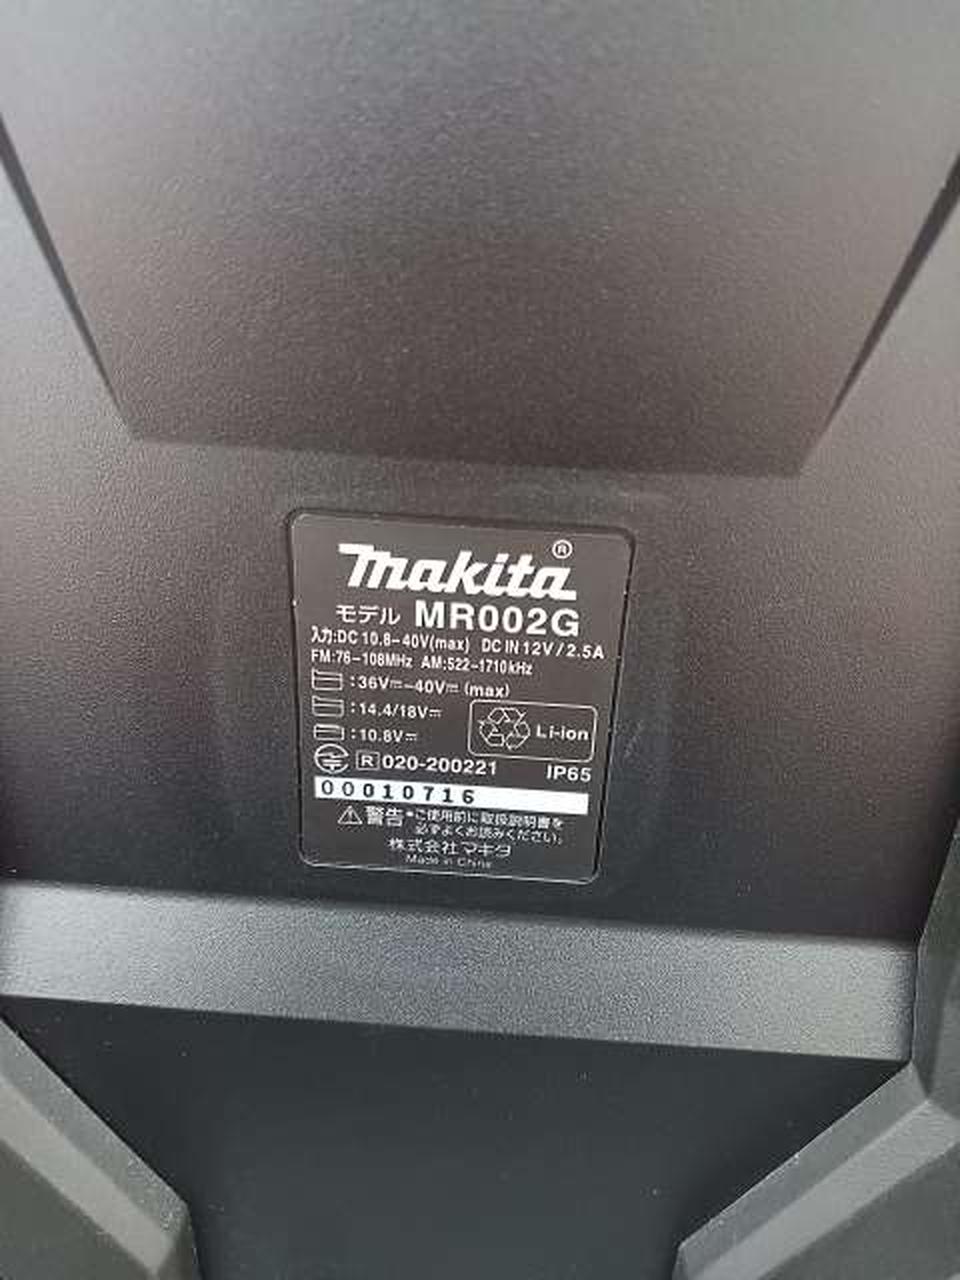 makita®
モデル MR002G
入力:DC 10.8-40V(max) DC IN 12V/2.5A
FM:76-108MHz AM:522-1710kHz
:36V⎓-40V⎓(max)
:14.4/18V⎓
Li-ion
:10.8V⎓
R 020-200221 IP65
00010716
⚠警告・ご使用前に取扱説明書を
必ずよくお読みください。
株式会社マキタ
Made in China